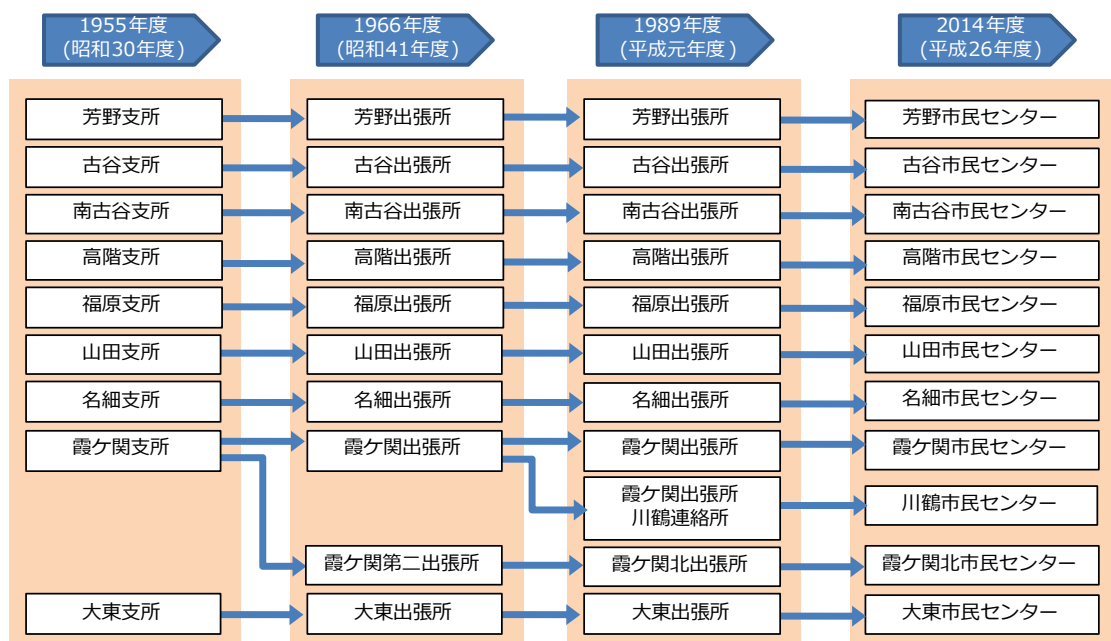 1955年度
(昭和30年度)
1966年度
(昭和41年度)
1989年度
(平成元年度)
2014年度
(平成26年度)
芳野支所
芳野出張所
芳野出張所
芳野市民センター
古谷支所
古谷出張所
古谷出張所
古谷市民センター
南古谷支所
南古谷出張所
南古谷出張所
南古谷市民センター
高階支所
高階出張所
高階出張所
高階市民センター
福原支所
福原出張所
福原出張所
福原市民センター
山田支所
山田出張所
山田出張所
山田市民センター
名細支所
名細出張所
名細出張所
名細市民センター
霞ケ関支所
霞ケ関出張所
霞ケ関出張所
霞ケ関市民センター
霞ケ関出張所
川鶴連絡所
川鶴市民センター
霞ケ関第二出張所
霞ケ関北出張所
霞ケ関北市民センター
大東支所
大東出張所
大東出張所
大東市民センター